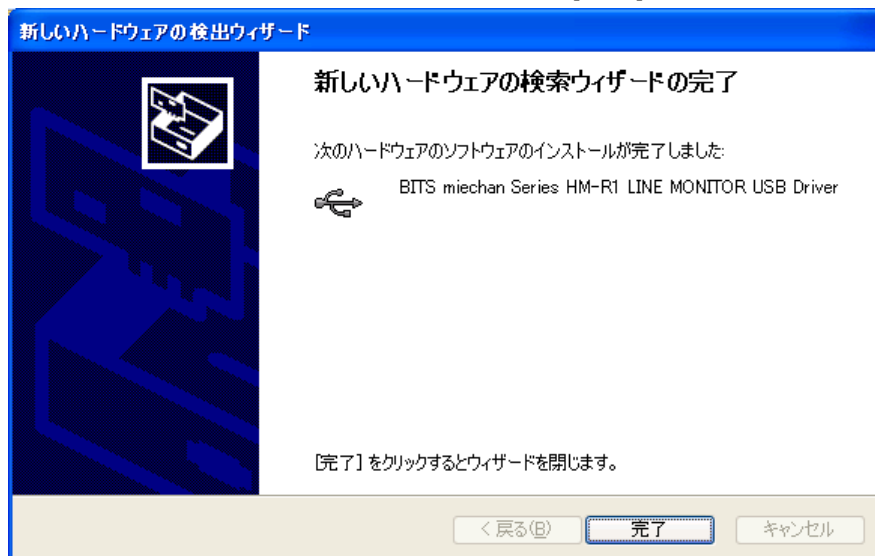 新しいハードウェアの検出ウィザード
新しいハードウェアの検索ウィザードの完了
次のハードウェアのソフトウェアのインストールが完了しました:
BITS miechan Series HM-R1 LINE MONITOR USB Driver
[完了] をクリックするとウィザードを閉じます。
< 戻る(B) 完了 キャンセル